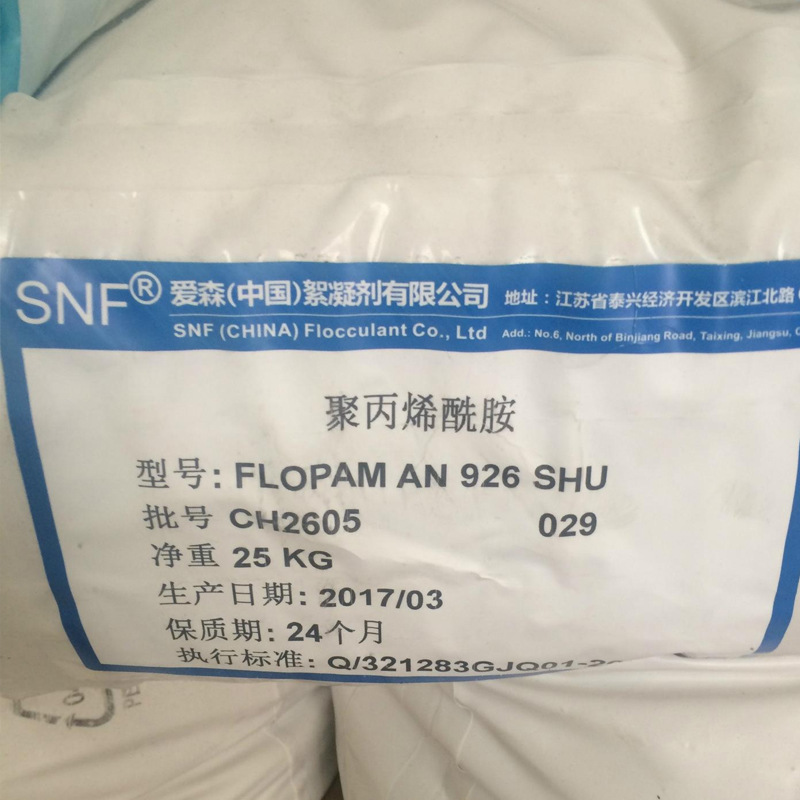 SNF® 爱森(中国)絮凝剂有限公司 地址：江苏省泰兴经济开发区滨江北路
SNF (CHINA) Flocculant Co., Ltd Add.: No.6, North of Binjiang Road, Taixing, Jiangsu,
聚丙烯酰胺
型号: FLOPAM AN 926 SHU
批号 CH2605 029
净重 25 KG
生产日期: 2017/03
保质期: 24个月
执行标准: Q/321283GJQ01-